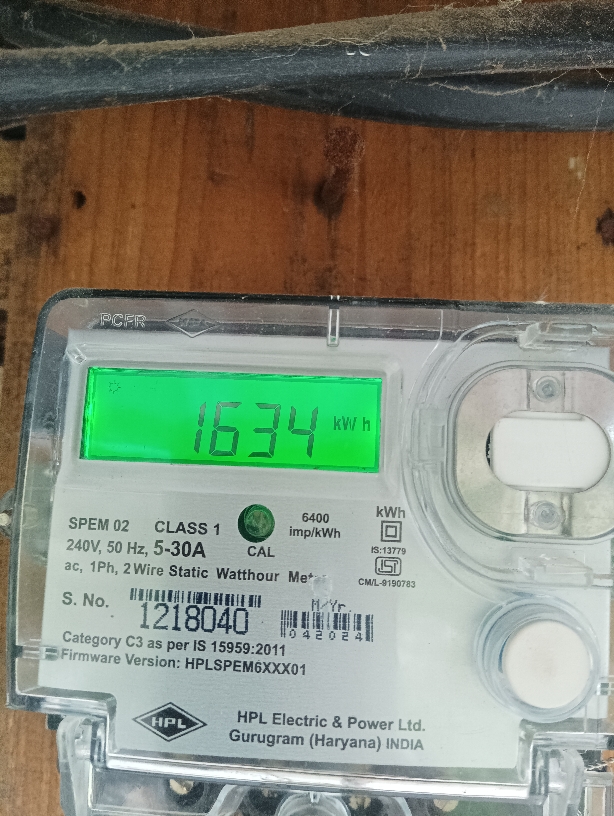 PCFR HPL
1634 kWh
SPEM 02 CLASS 1
CAL
6400
imp/kWh
kWh
240V, 50 Hz, 5-30A
IS:13779
ac, 1Ph, 2 Wire Static Watthour
CM/L-9190783
S. No. 1218040
M/Yr.
042024
Category C3 as per IS 15959:2011
Firmware Version: HPLSPEM6XXX01
HPL
HPL Electric & Power Ltd.
Gurugram (Haryana) INDIA